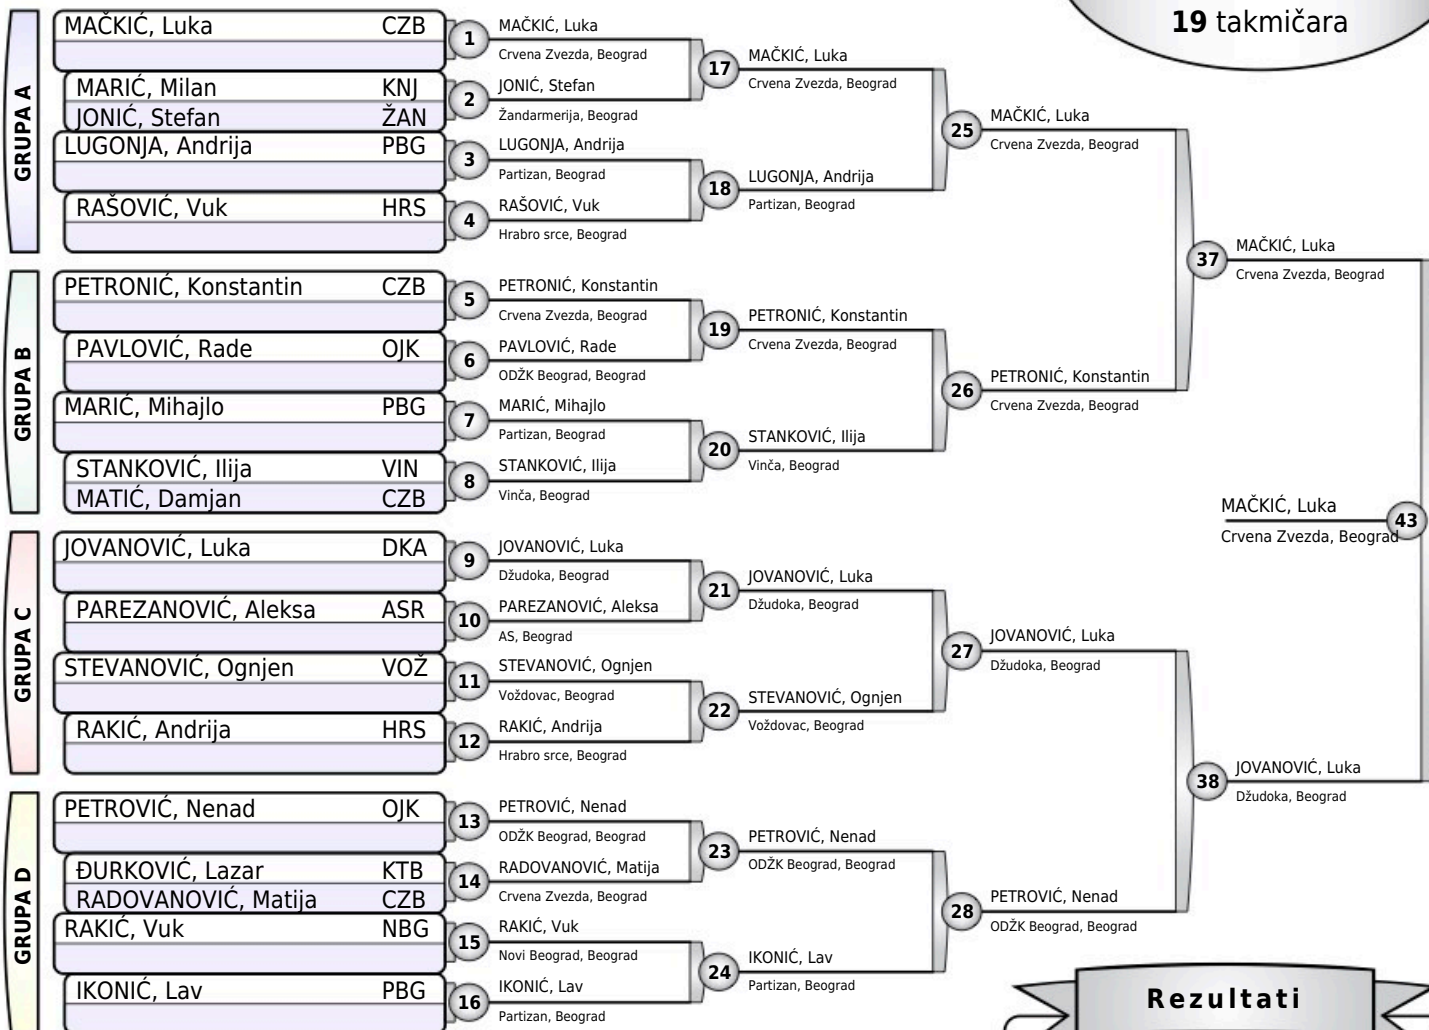 19 takmičara
GRUPA A
MAČKIĆ, Luka CZB
MARIĆ, Milan KNJ
JONIĆ, Stefan ŽAN
LUGONJA, Andrija PBG
RAŠOVIĆ, Vuk HRS
GRUPA B
PETRONIĆ, Konstantin CZB
PAVLOVIĆ, Rade OJK
MARIĆ, Mihajlo PBG
STANKOVIĆ, Ilija VIN
MATIĆ, Damjan CZB
GRUPA C
JOVANOVIĆ, Luka DKA
PAREZANOVIĆ, Aleksa ASR
STEVANOVIĆ, Ognjen VOŽ
RAKIĆ, Andrija HRS
GRUPA D
PETROVIĆ, Nenad OJK
ĐURKOVIĆ, Lazar KTB
RADOVANOVIĆ, Matija CZB
RAKIĆ, Vuk NBG
IKONIĆ, Lav PBG
1 MAČKIĆ, Luka
Crvena Zvezda, Beograd
2 JONIĆ, Stefan
Žandarmerija, Beograd
3 LUGONJA, Andrija
Partizan, Beograd
4 RAŠOVIĆ, Vuk
Hrabro srce, Beograd
5 PETRONIĆ, Konstantin
Crvena Zvezda, Beograd
6 PAVLOVIĆ, Rade
ODŽK Beograd, Beograd
7 MARIĆ, Mihajlo
Partizan, Beograd
8 STANKOVIĆ, Ilija
Vinča, Beograd
9 JOVANOVIĆ, Luka
Džudoka, Beograd
10 PAREZANOVIĆ, Aleksa
AS, Beograd
11 STEVANOVIĆ, Ognjen
Voždovac, Beograd
12 RAKIĆ, Andrija
Hrabro srce, Beograd
13 PETROVIĆ, Nenad
ODŽK Beograd, Beograd
14 RADOVANOVIĆ, Matija
Crvena Zvezda, Beograd
15 RAKIĆ, Vuk
Novi Beograd, Beograd
16 IKONIĆ, Lav
Partizan, Beograd
17 MAČKIĆ, Luka
Crvena Zvezda, Beograd
18 LUGONJA, Andrija
Partizan, Beograd
19 PETRONIĆ, Konstantin
Crvena Zvezda, Beograd
20 STANKOVIĆ, Ilija
Vinča, Beograd
21 JOVANOVIĆ, Luka
Džudoka, Beograd
22 STEVANOVIĆ, Ognjen
Voždovac, Beograd
23 PETROVIĆ, Nenad
ODŽK Beograd, Beograd
24 IKONIĆ, Lav
Partizan, Beograd
25 MAČKIĆ, Luka
Crvena Zvezda, Beograd
26 PETRONIĆ, Konstantin
Crvena Zvezda, Beograd
27 JOVANOVIĆ, Luka
Džudoka, Beograd
28 PETROVIĆ, Nenad
ODŽK Beograd, Beograd
37 MAČKIĆ, Luka
Crvena Zvezda, Beograd
38 JOVANOVIĆ, Luka
Džudoka, Beograd
MAČKIĆ, Luka 43
Crvena Zvezda, Beograd
Rezultati